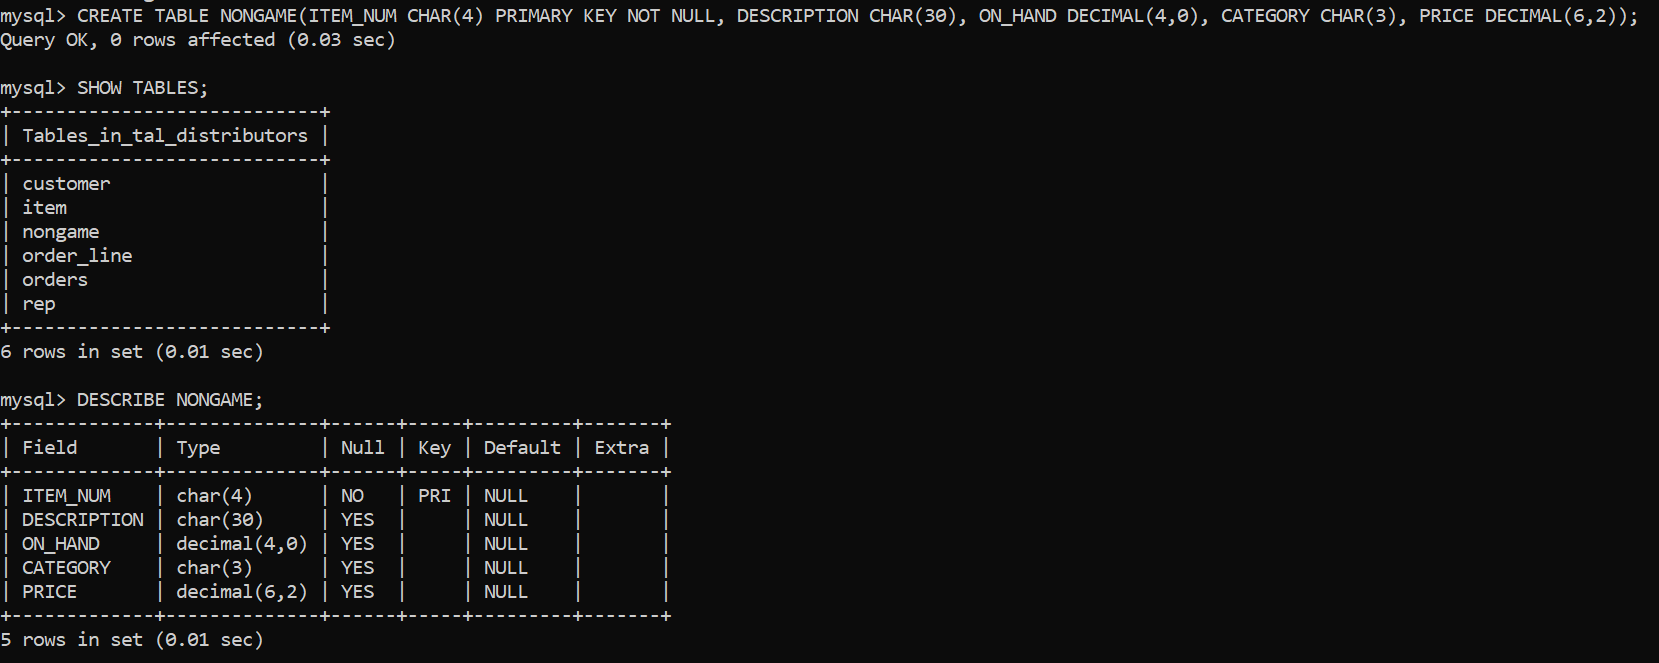 mysql> CREATE TABLE NONGAME(ITEM_NUM CHAR(4) PRIMARY KEY NOT NULL, DESCRIPTION CHAR(30), ON_HAND DECIMAL(4,0), CATEGORY CHAR(3), PRICE DECIMAL(6,2));
Query OK, 0 rows affected (0.03 sec)

mysql> SHOW TABLES;
+----------------------------+
| Tables_in_tal_distributors |
+----------------------------+
| customer                   |
| item                       |
| nongame                    |
| order_line                 |
| orders                     |
| rep                        |
+----------------------------+
6 rows in set (0.01 sec)

mysql> DESCRIBE NONGAME;
+-------------+--------------+------+-----+---------+-------+
| Field       | Type         | Null | Key | Default | Extra |
+-------------+--------------+------+-----+---------+-------+
| ITEM_NUM    | char(4)      | NO   | PRI | NULL    |       |
| DESCRIPTION | char(30)     | YES  |     | NULL    |       |
| ON_HAND     | decimal(4,0) | YES  |     | NULL    |       |
| CATEGORY    | char(3)      | YES  |     | NULL    |       |
| PRICE       | decimal(6,2) | YES  |     | NULL    |       |
+-------------+--------------+------+-----+---------+-------+
5 rows in set (0.01 sec)